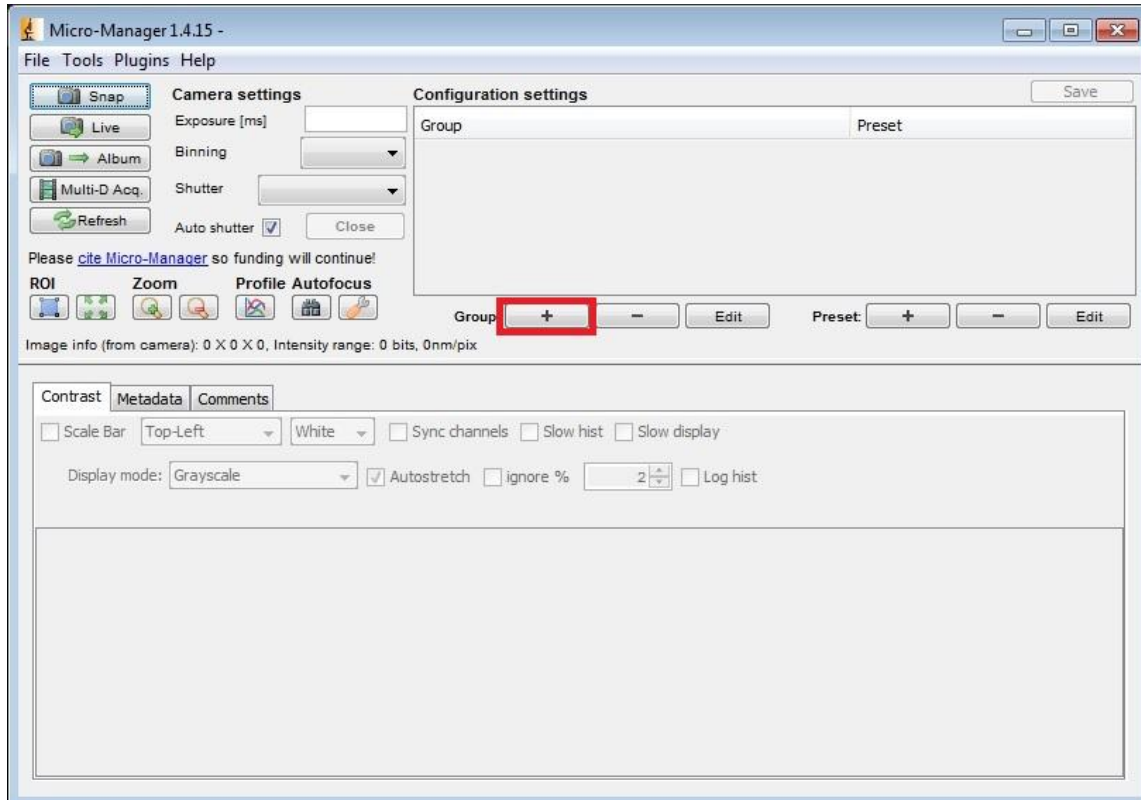 Micro-Manager 1.4.15 -
File Tools Plugins Help
Snap
Live
Album
Multi-D Acq.
Refresh
Camera settings
Exposure [ms]
Binning
Shutter
Auto shutter
Close
Configuration settings
Save
Group Preset
Please cite Micro-Manager so funding will continue!
ROI Zoom Profile Autofocus
Group + - Edit Preset: + - Edit
Image info (from camera): 0 X 0 X 0, Intensity range: 0 bits, 0nm/pix
Contrast Metadata Comments
Scale Bar Top-Left White Sync channels Slow hist Slow display
Display mode: Grayscale Autostretch ignore % 2 Log hist